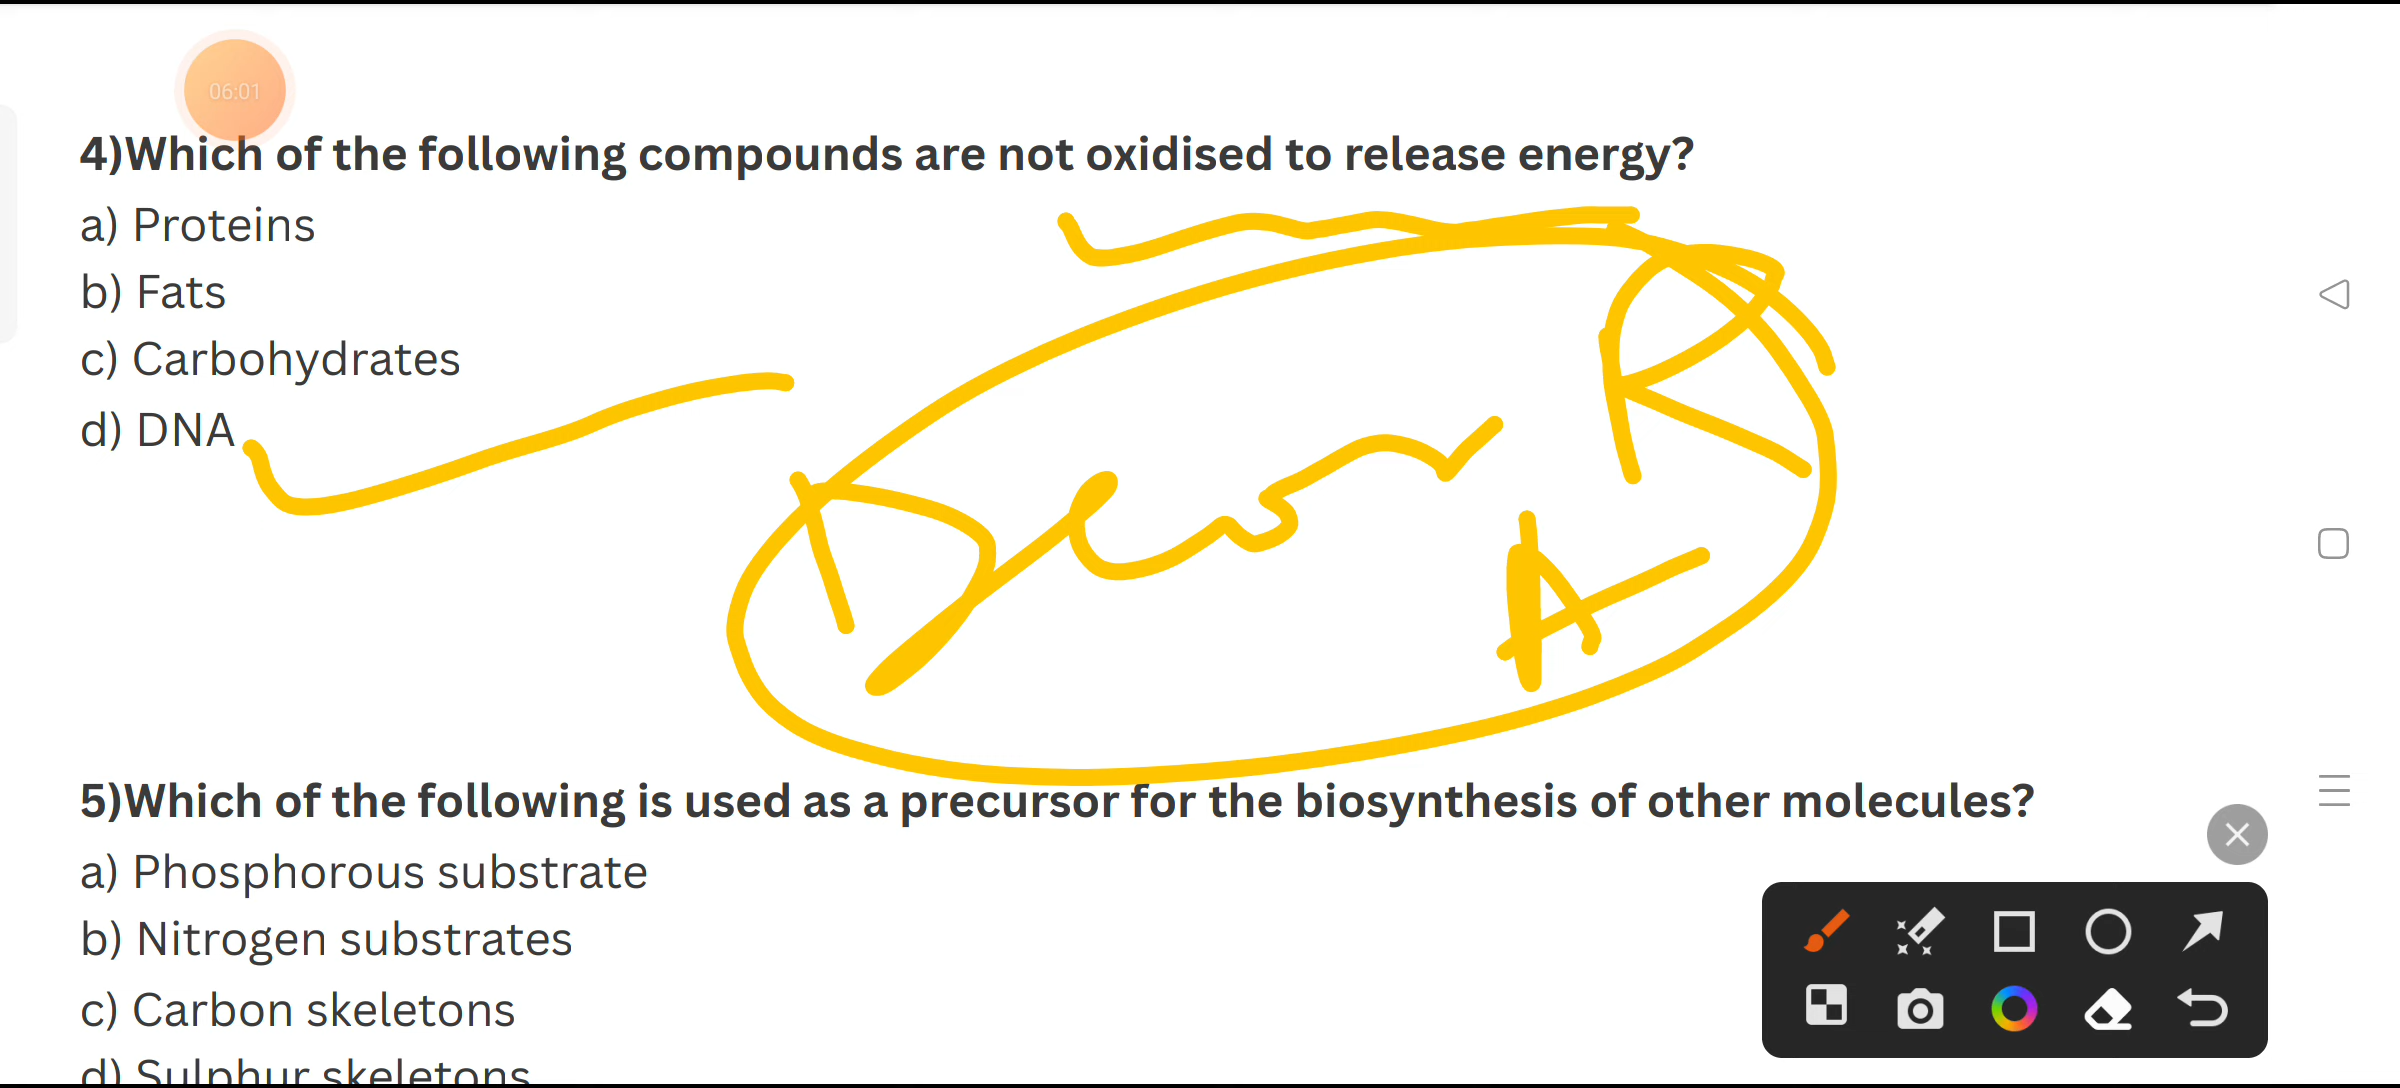 06:01
4)Which of the following compounds are not oxidised to release energy?
a) Proteins
b) Fats
c) Carbohydrates
d) DNA
R
A
5)Which of the following is used as a precursor for the biosynthesis of other molecules?
a) Phosphorous substrate
b) Nitrogen substrates
c) Carbon skeletons
d) Sulphur skeletons